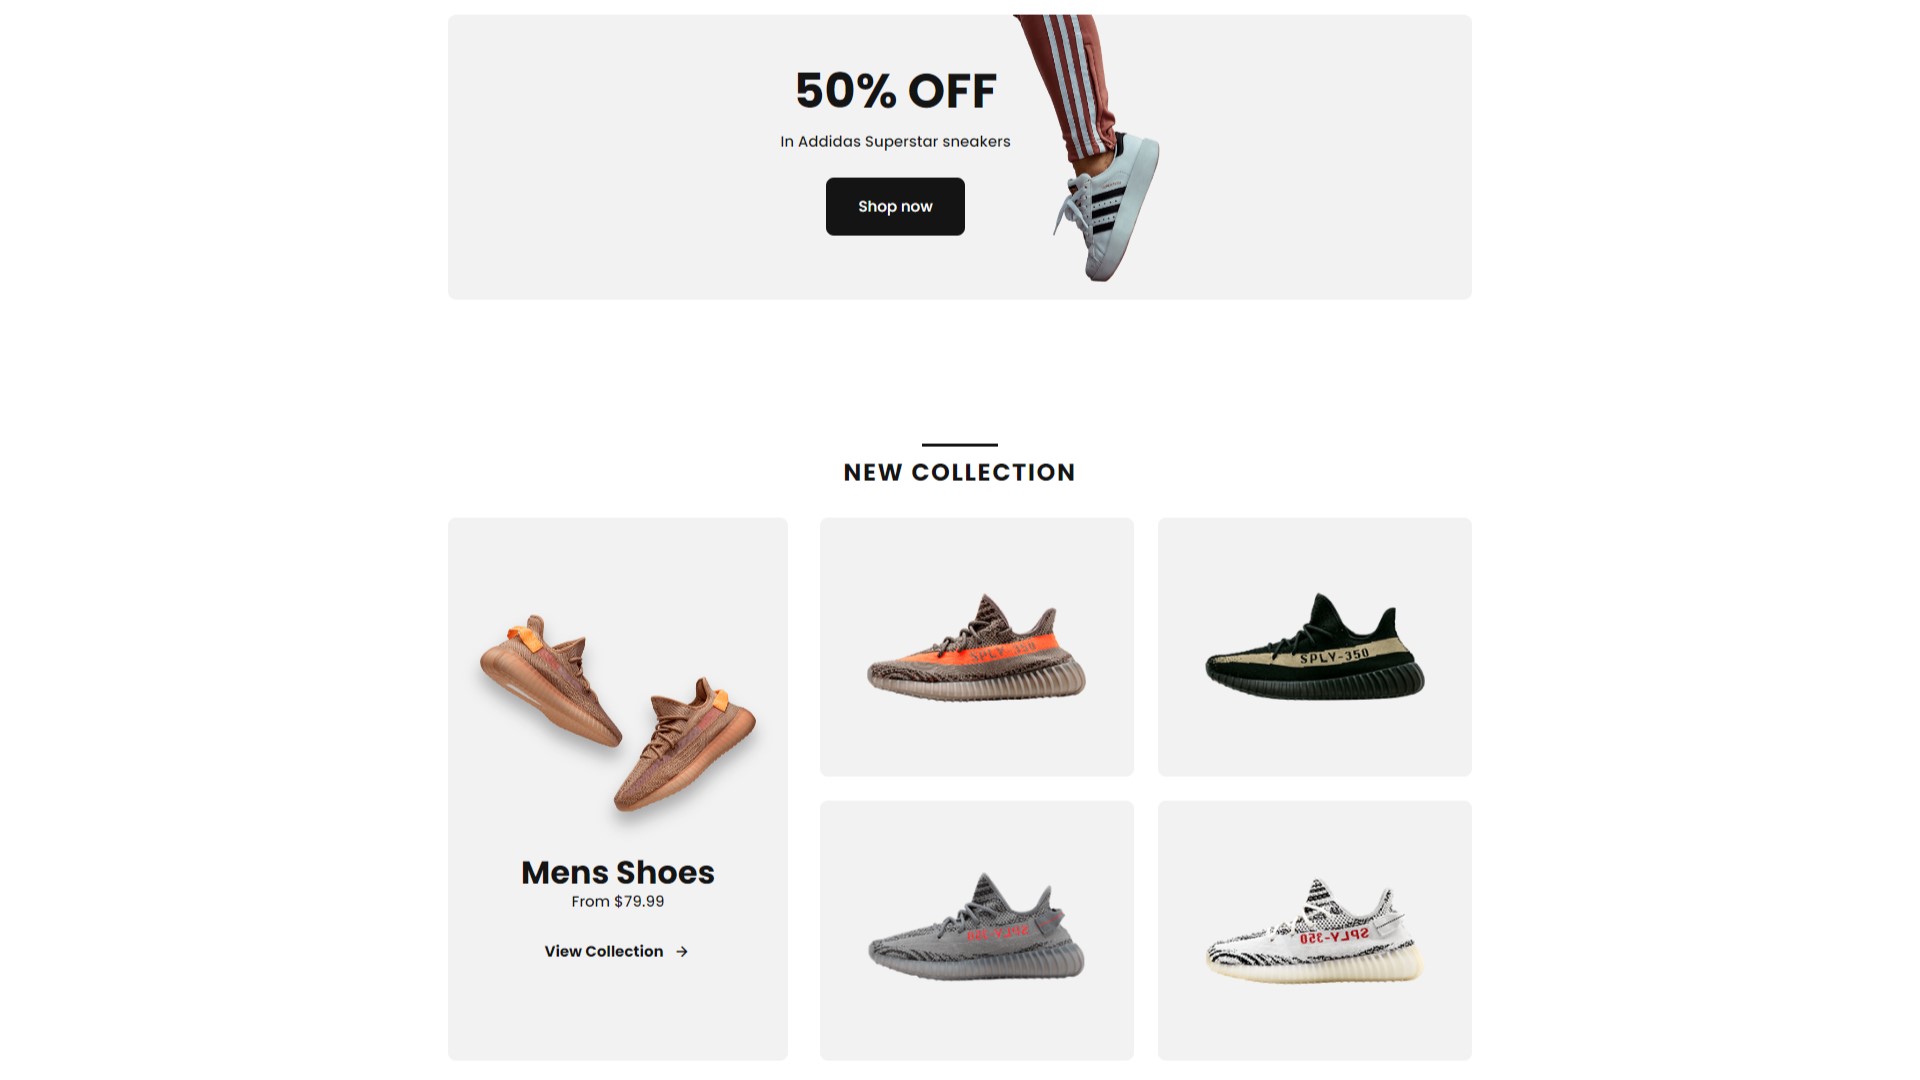 50% OFF
In Addidas Superstar sneakers
Shop now
NEW COLLECTION
Mens Shoes
From $79.99
View Collection →
SPLY-350
SPLY-350
SPLY-350
SPLY-350